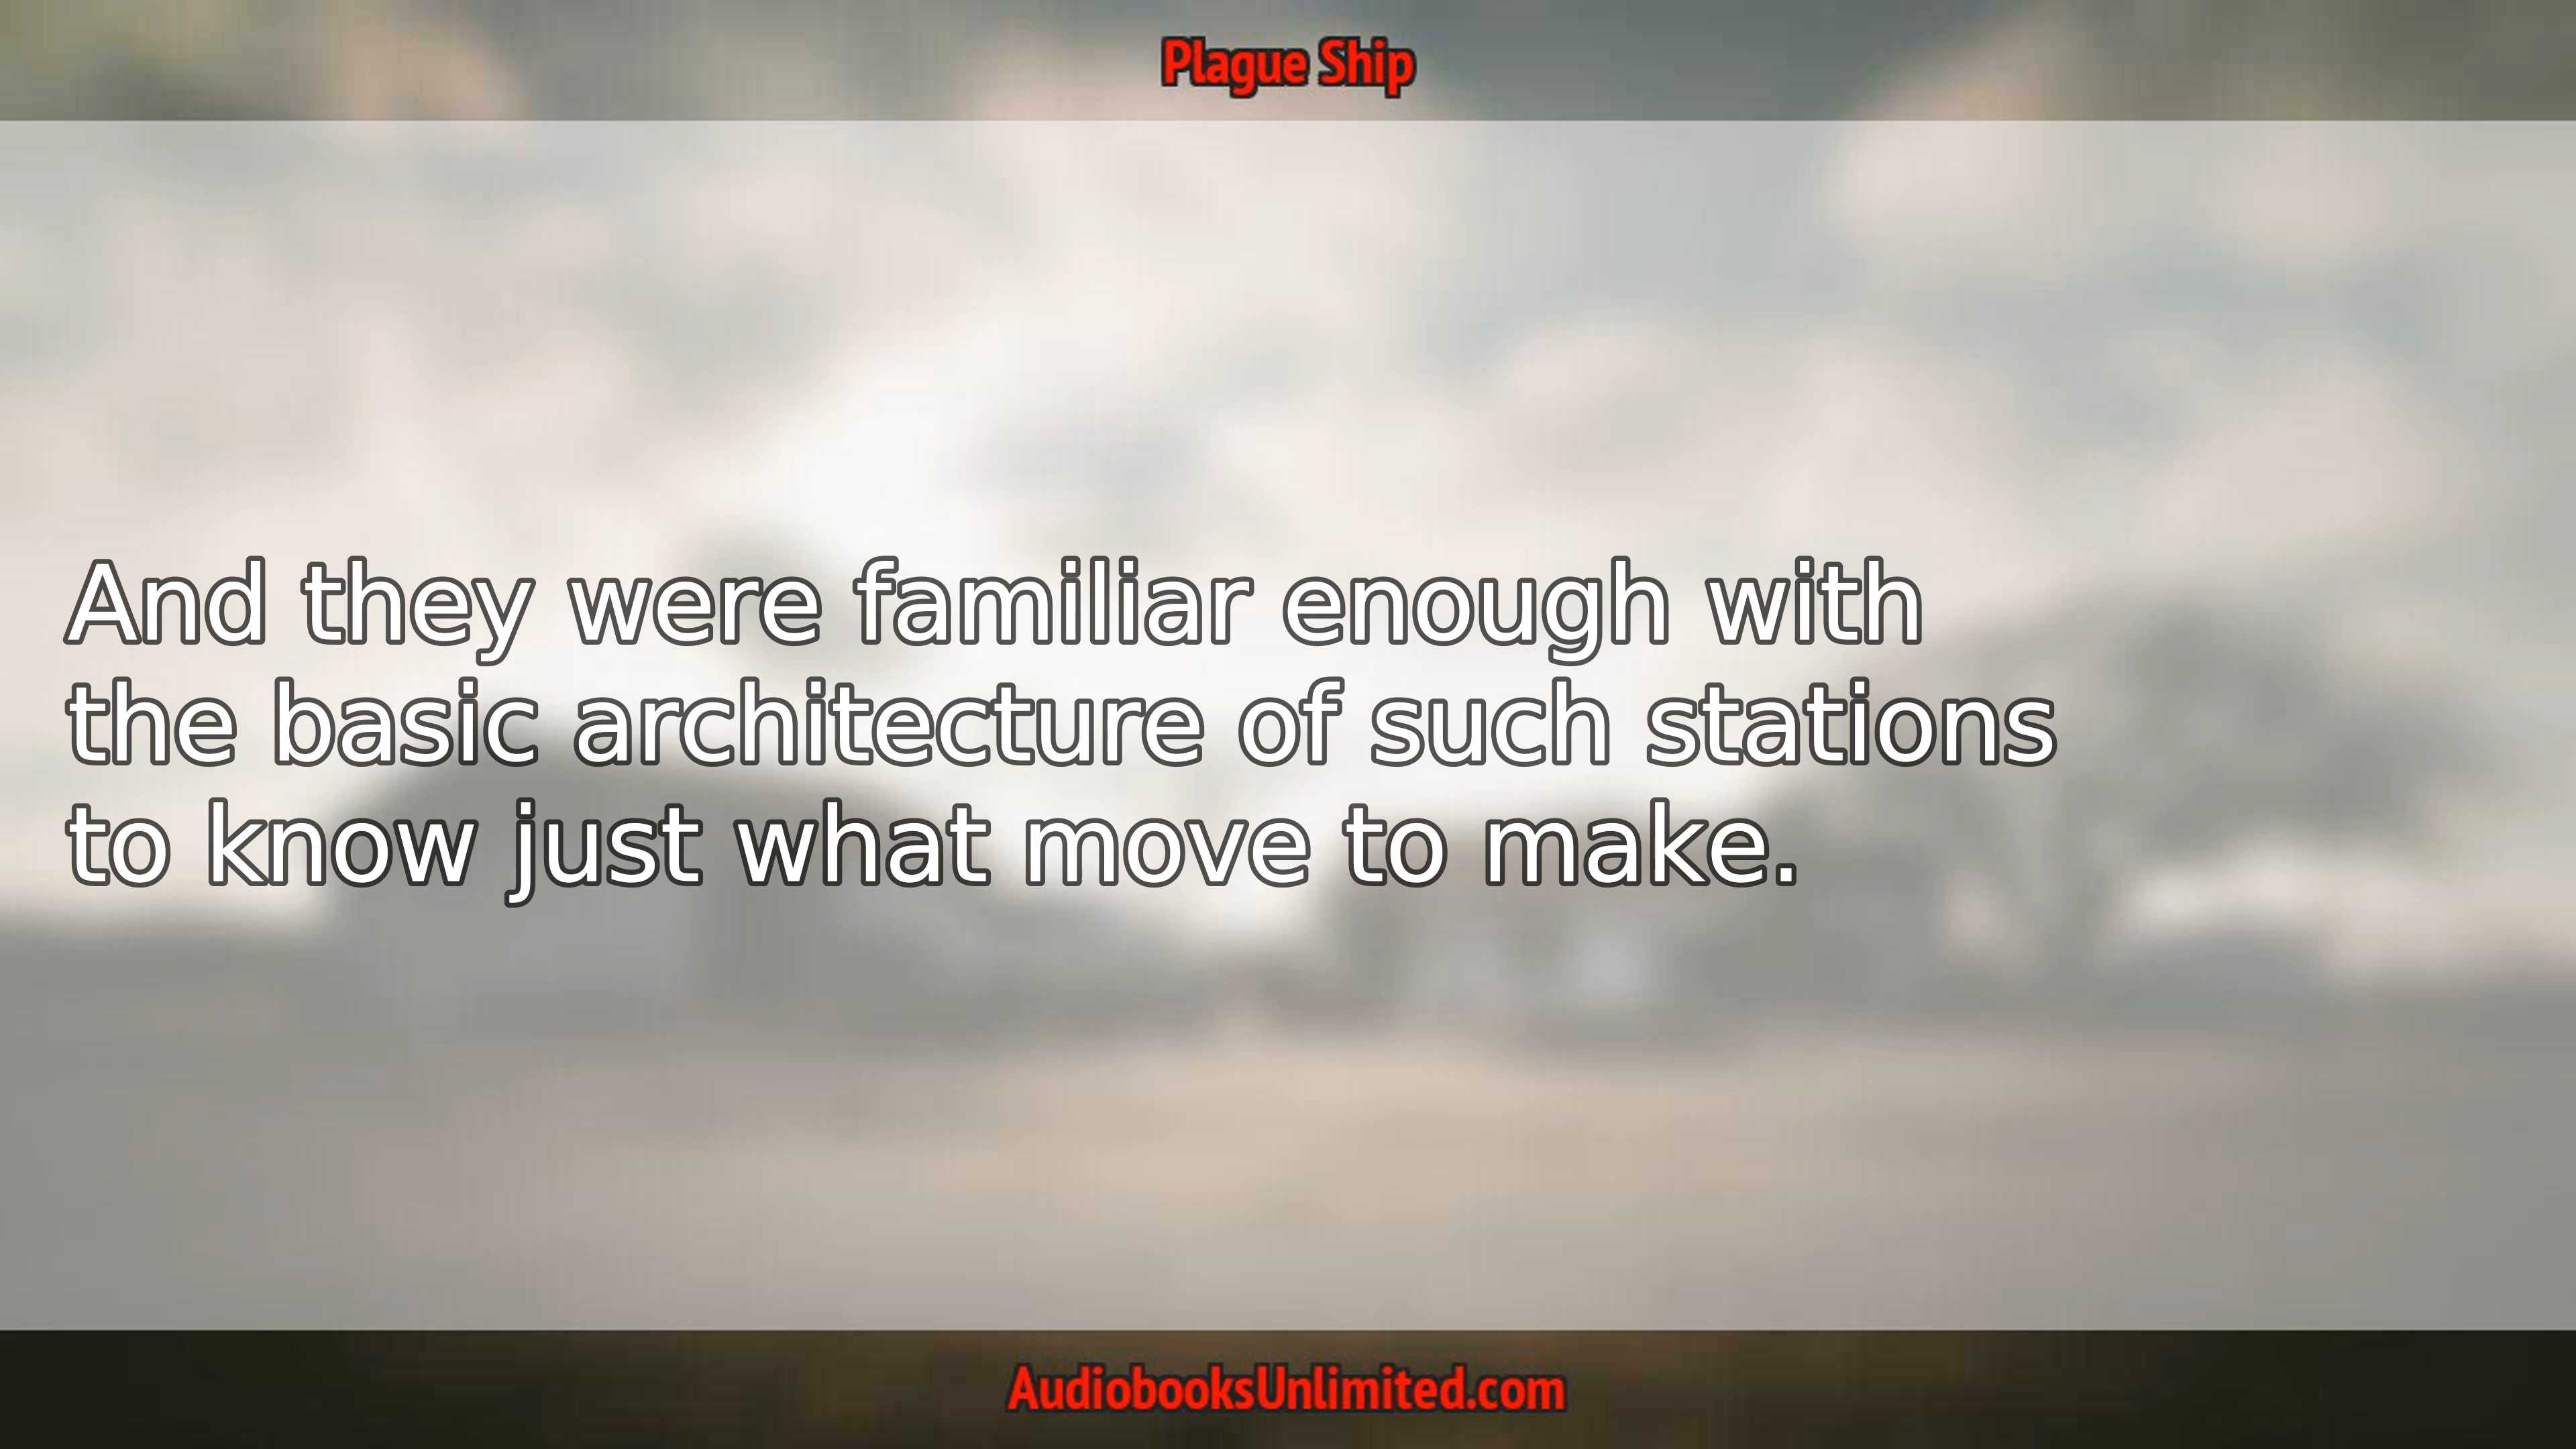 Plague Ship
And they were familiar enough with
the basic architecture of such stations
to know just what move to make.
AudiobooksUnlimited.com